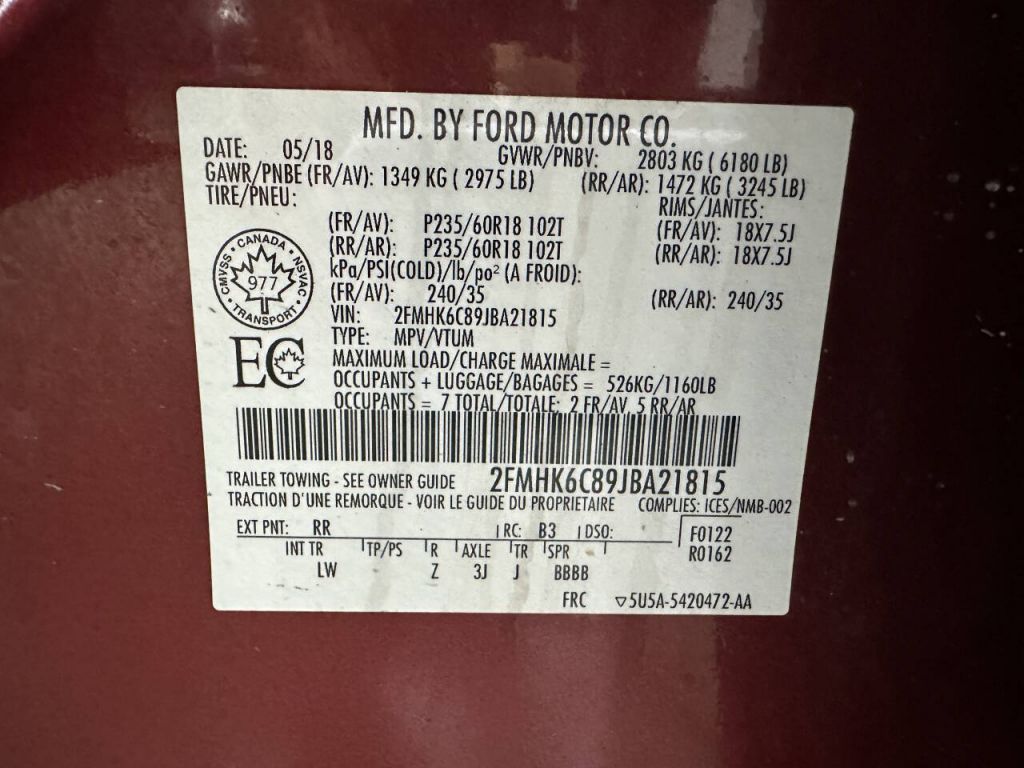 MFD. BY FORD MOTOR CO.
DATE: 05/18 GVWR/PNBV: 2803 KG ( 6180 LB)
GAWR/PNBE (FR/AV): 1349 KG ( 2975 LB) (RR/AR): 1472 KG ( 3245 LB)
TIRE/PNEU: RIMS/JANTES:
(FR/AV): P235/60R18 102T (FR/AV): 18X7.5J
(RR/AR): P235/60R18 102T (RR/AR): 18X7.5J
kPa/PSI(COLD)/lb/po² (A FROID):
(FR/AV): 240/35 (RR/AR): 240/35
VIN: 2FMHK6C89JBA21815
TYPE: MPV/VTUM
MAXIMUM LOAD/CHARGE MAXIMALE =
OCCUPANTS + LUGGAGE/BAGAGES = 526KG/1160LB
OCCUPANTS = 7 TOTAL/TOTALE: 2 FR/AV, 5 RR/AR
CMVSS • CANADA • NSVAC • TRANSPORT •
977
EC
2FMHK6C89JBA21815
TRAILER TOWING - SEE OWNER GUIDE
TRACTION D'UNE REMORQUE - VOIR LE GUIDE DU PROPRIETAIRE COMPLIES: ICES/NMB-002
EXT PNT: RR RC: B3 DSO: F0122
R0162
INT TR TP/PS R AXLE TR SPR
LW Z 3J J BBBB
FRC ▽5U5A-5420472-AA